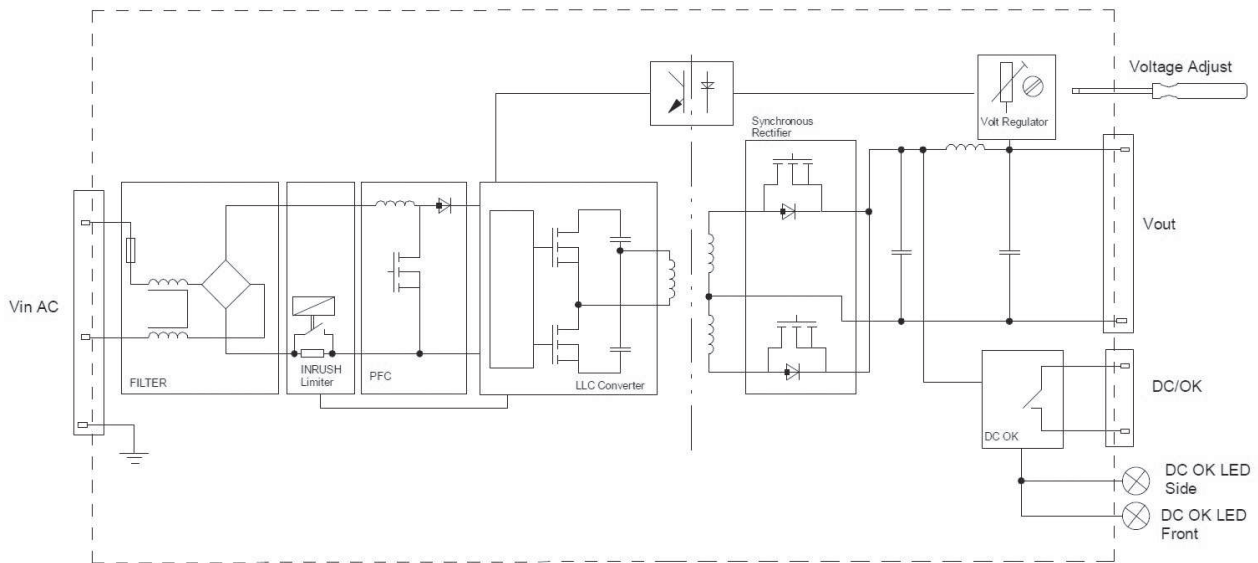 Voltage Adjust
Volt Regulator
Synchronous
Rectifier
Vin AC
Vout
FILTER
INRUSH
Limiter
PFC
LLC Converter
DC/OK
DC OK
DC OK LED
Side
DC OK LED
Front